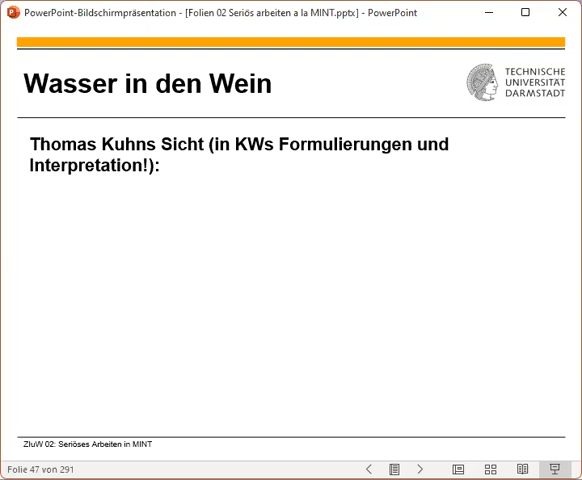 PowerPoint-Bildschirmpräsentation - [Folien 02 Seriös arbeiten a la MINT.pptx] - PowerPoint
Wasser in den Wein
TECHNISCHE
UNIVERSITÄT
DARMSTADT
Thomas Kuhns Sicht (in KWs Formulierungen und
Interpretation!):
ZIuW 02: Seriöses Arbeiten in MINT
Folie 47 von 291